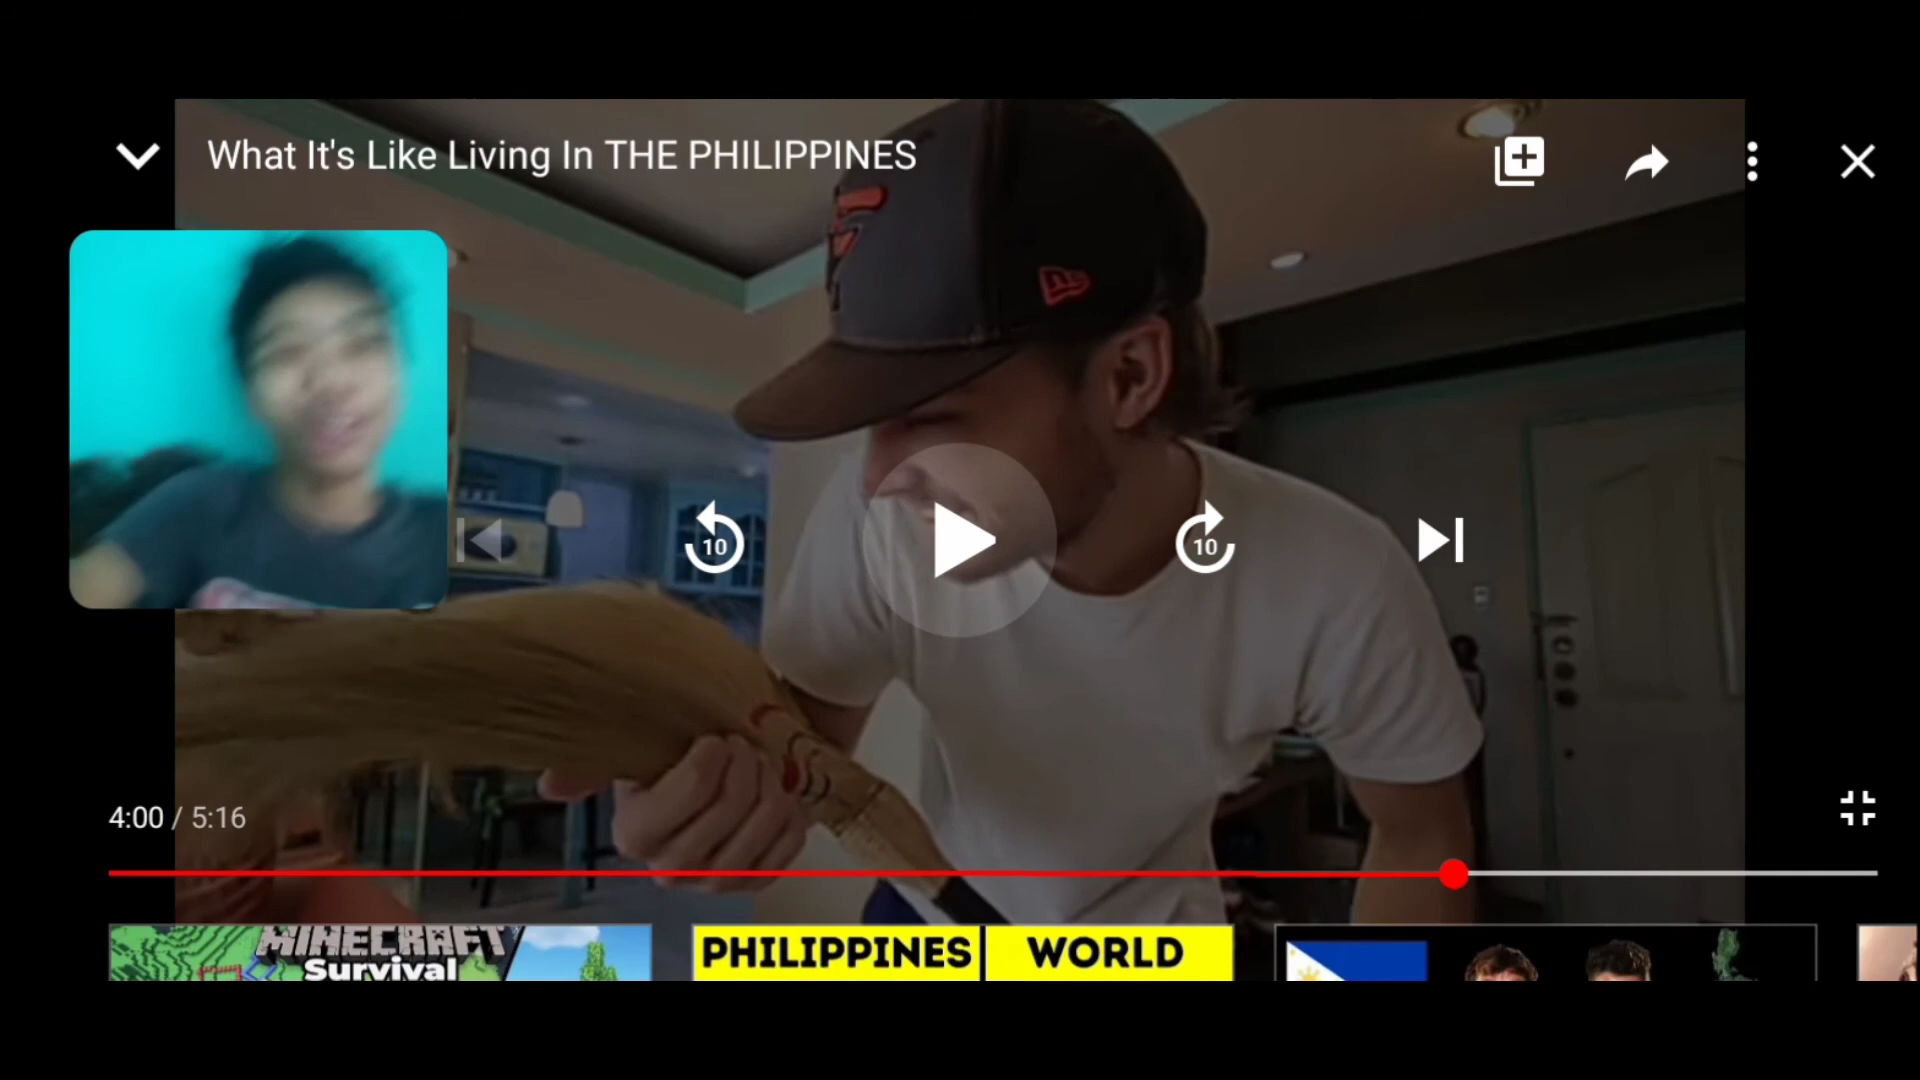 What It's Like Living In THE PHILIPPINES
10
10
4:00 / 5:16
MINECRAFT
Survival
PHILIPPINES
WORLD